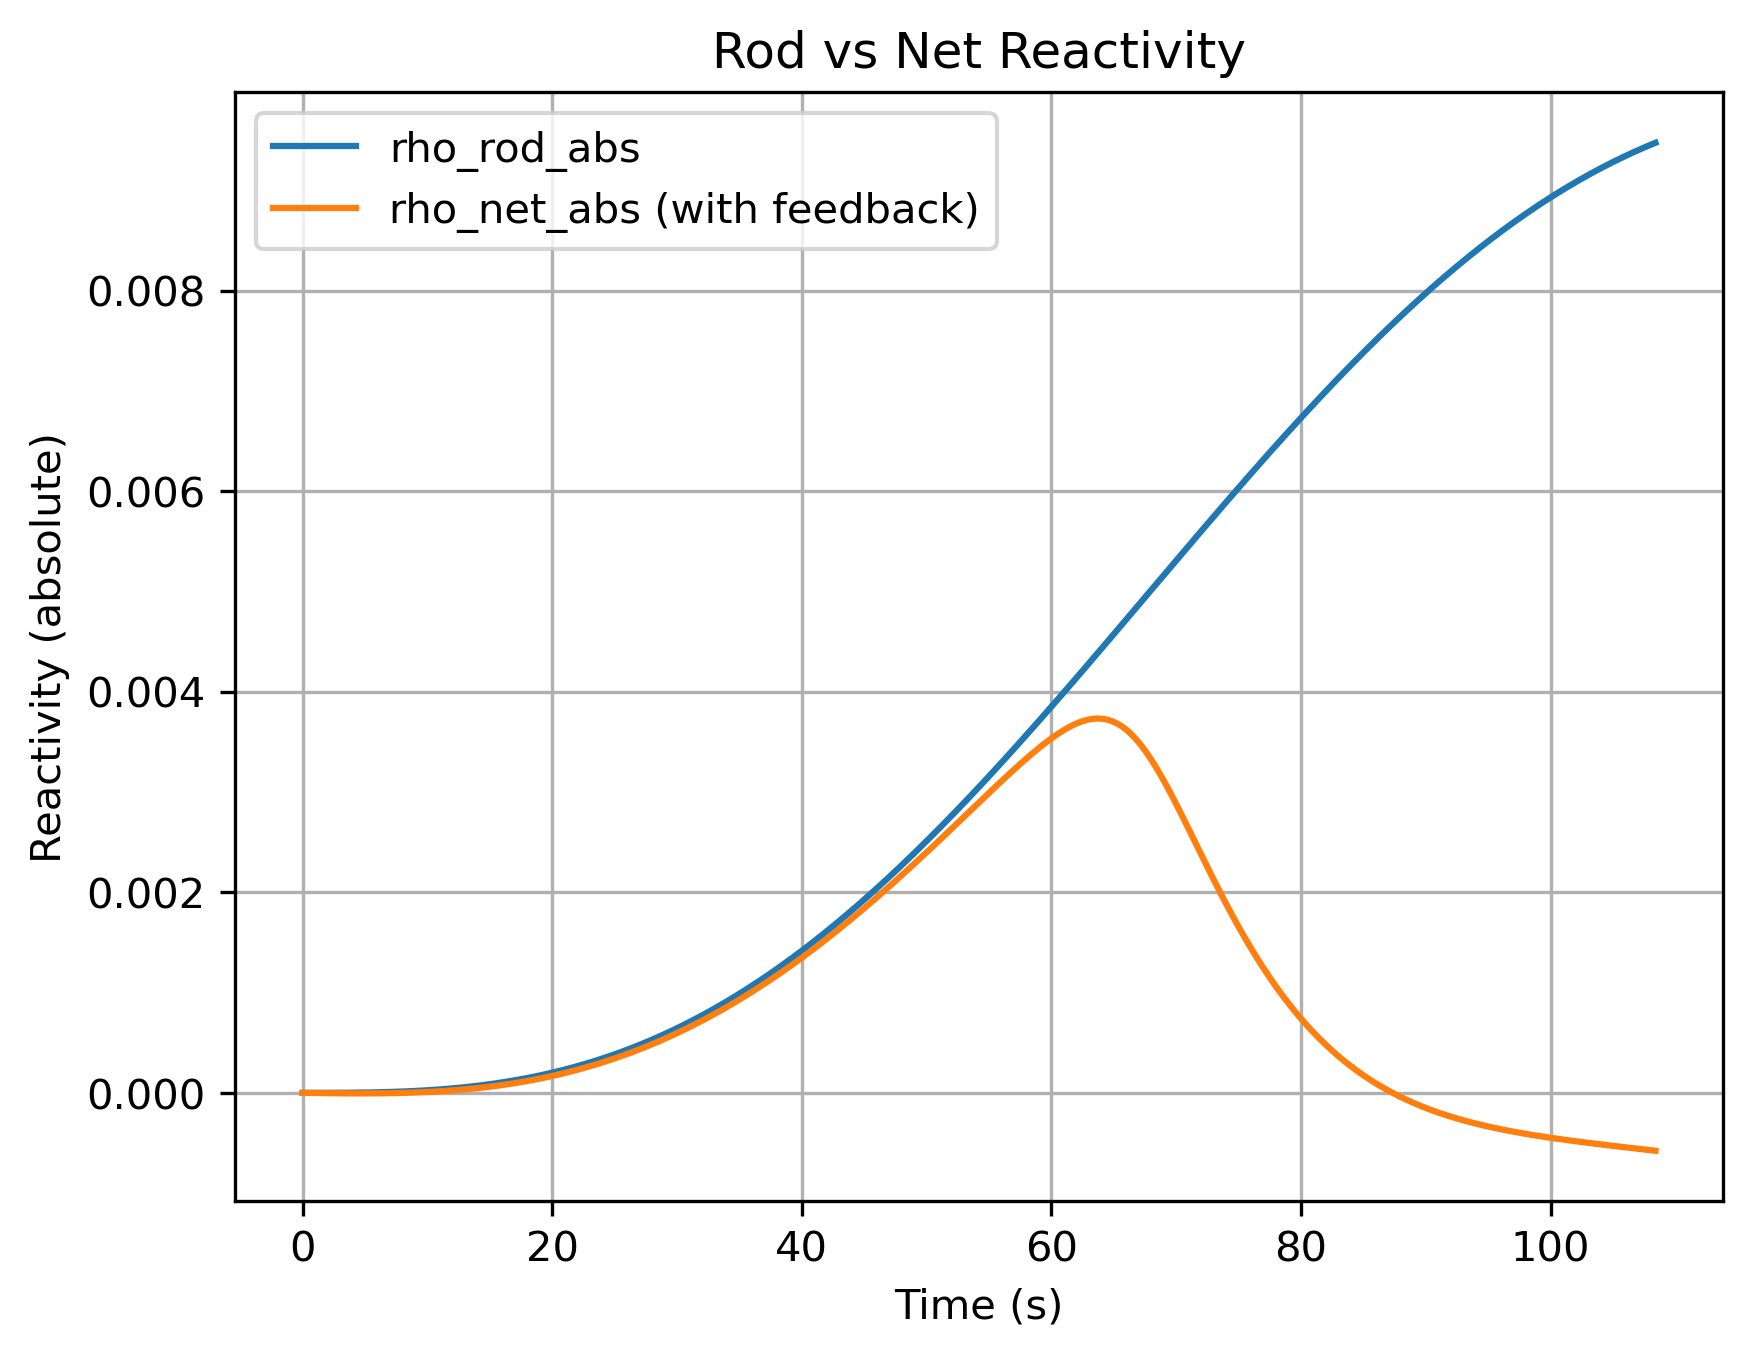 Rod vs Net Reactivity
rho_rod_abs
rho_net_abs (with feedback)
Reactivity (absolute)
0.008
0.006
0.004
0.002
0.000
0 20 40 60 80 100
Time (s)